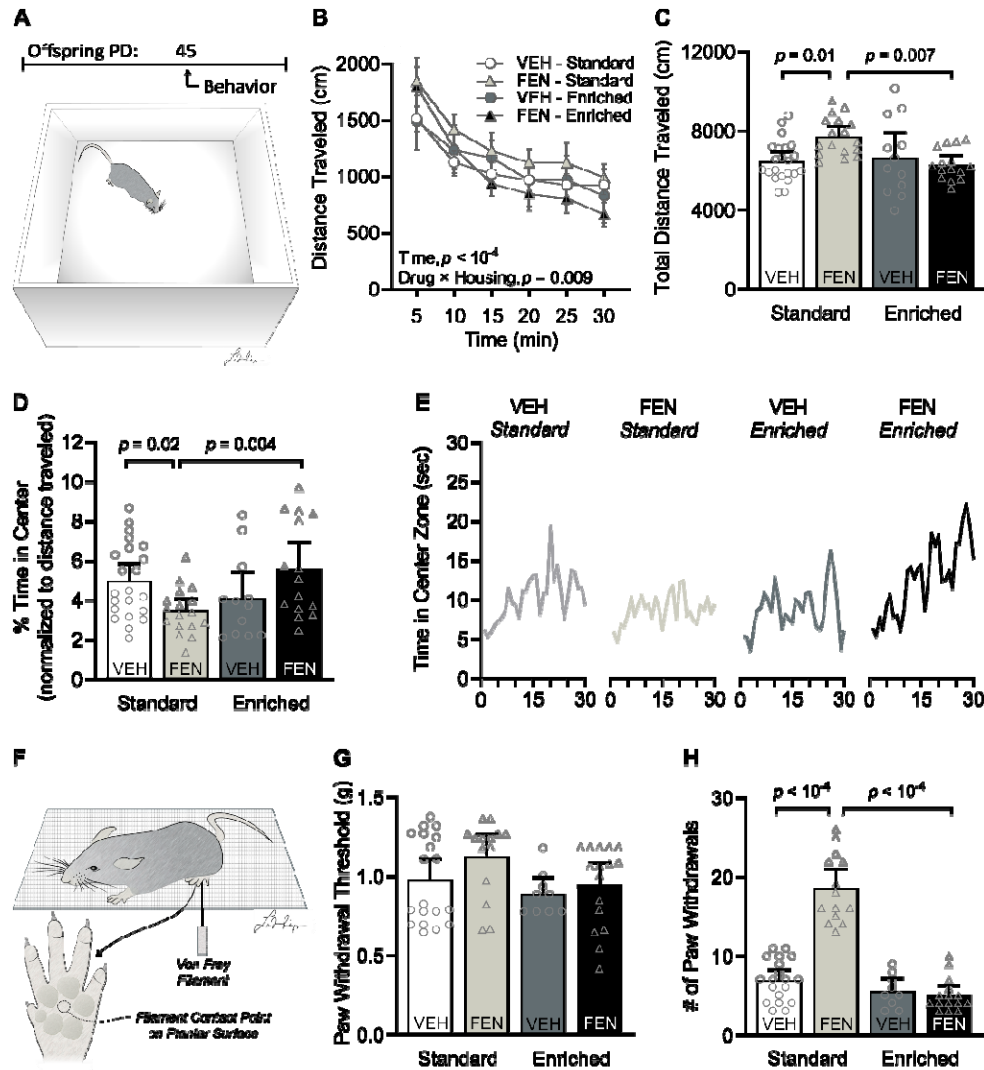 A
Offspring PD: 45
Behavior
B
Distance Traveled (cm)
2000
1500
1000
500
0
VEH - Standard
FEN - Standard
VEH - Enriched
FEN - Enriched
Time, p < 10⁻⁴
Drug × Housing, p = 0.009
5 10 15 20 25 30
Time (min)
C
Total Distance Traveled (cm)
12000
8000
4000
0
p = 0.01
p = 0.007
VEH FEN VEH FEN
Standard Enriched
D
% Time in Center
(normalized to distance traveled)
12
10
8
6
4
2
0
p = 0.02
p = 0.004
VEH FEN VEH FEN
Standard Enriched
E
VEH FEN VEH FEN
Standard Standard Enriched Enriched
Time in Center Zone (sec)
30
25
20
15
10
5
0
0 15 30 0 15 30 0 15 30 0 15 30
F
Von Frey
Filament
Filament Contact Point
on Plantar Surface
G
Paw Withdrawal Threshold (g)
1.5
1.0
0.5
0.0
VEH FEN VEH FEN
Standard Enriched
H
# of Paw Withdrawals
30
20
10
0
p < 10⁻⁴
p < 10⁻⁴
VEH FEN VEH FEN
Standard Enriched